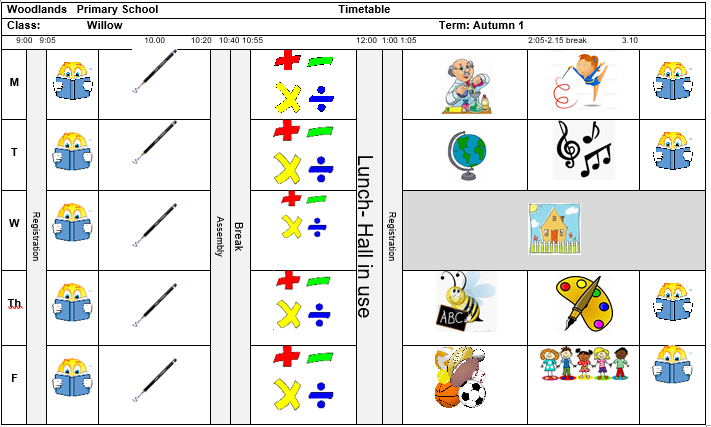 Woodlands Primary School Timetable
Class: Willow Term: Autumn 1
9:00 9:05 10.00 10:20 10:40 10:55 12:00 1:00 1:05 2:05-2.15 break 3.10
M
T
W
Th
F
Registration
Assembly
Break
Lunch- Hall in use
Registration
ABC